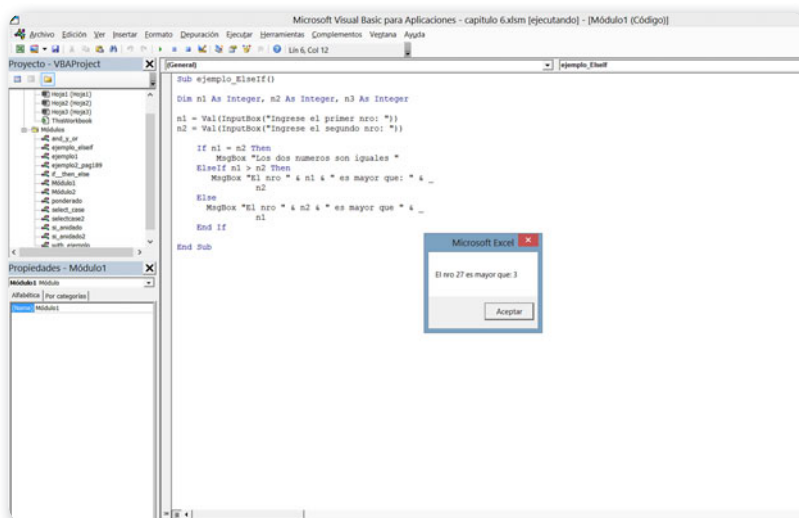 Microsoft Visual Basic para Aplicaciones - capitulo 6.xlsm [ejecutando] - [Módulo1 (Código)]
Archivo Edición Ver Insertar Formato Depuración Ejecutar Herramientas Complementos Ventana Ayuda
Lín 6, Col 12
Proyecto - VBAProject
Hoja1 (Hoja1)
Hoja2 (Hoja2)
Hoja3 (Hoja3)
ThisWorkbook
Módulos
and_y_or
ejemplo_elseif
ejemplo1
ejemplo2_pag189
if__then_else
Módulo1
Módulo2
ponderado
select_case
selectcase2
si_anidado
si_anidado2
with_ejemplo
Propiedades - Módulo1
Módulo1 Módulo
Alfabética Por categorías
(Name) Módulo1
(General)
ejemplo_ElseIf
Sub ejemplo_ElseIf()
Dim n1 As Integer, n2 As Integer, n3 As Integer
n1 = Val(InputBox("Ingrese el primer nro: "))
n2 = Val(InputBox("Ingrese el segundo nro: "))
If n1 = n2 Then
MsgBox "Los dos numeros son iguales "
ElseIf n1 > n2 Then
MsgBox "El nro " & n1 & " es mayor que: " & _
n2
Else
MsgBox "El nro " & n2 & " es mayor que " & _
n1
End If
End Sub
Microsoft Excel
El nro 27 es mayor que: 3
Aceptar